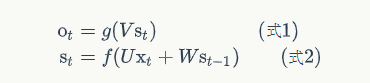 o_t = g(Vs_t) (式1)
s_t = f(Ux_t + Ws_{t-1}) (式2)